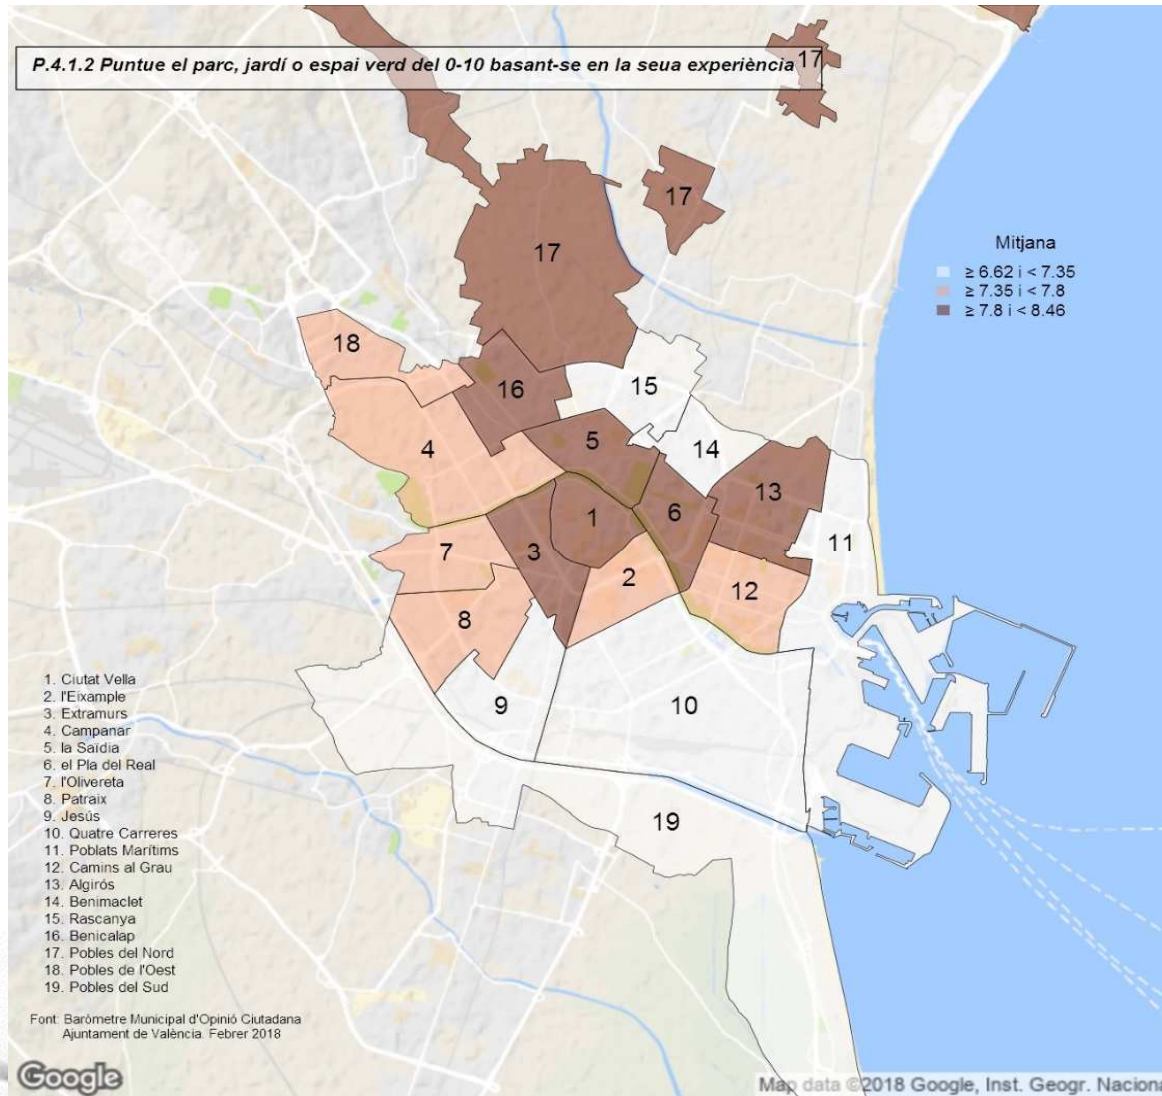 P.4.1.2 Puntue el parc, jardí o espai verd del 0-10 basant-se en la seua experiència
17
17
17
Mitjana
≥ 6.62 i < 7.35
≥ 7.35 i < 7.8
≥ 7.8 i < 8.46
18
16
15
5
4
14
13
1
6
3
11
7
2
12
8
9
10
19
1. Ciutat Vella
2. l'Eixample
3. Extramurs
4. Campanar
5. la Saïdia
6. el Pla del Real
7. l'Olivereta
8. Patraix
9. Jesús
10. Quatre Carreres
11. Poblats Marítims
12. Camins al Grau
13. Algirós
14. Benimaclet
15. Rascanya
16. Benicalap
17. Pobles del Nord
18. Pobles de l'Oest
19. Pobles del Sud
Font: Baròmetre Municipal d'Opinió Ciutadana
Ajuntament de València. Febrer 2018
Google
Map data ©2018 Google, Inst. Geogr. Naciona